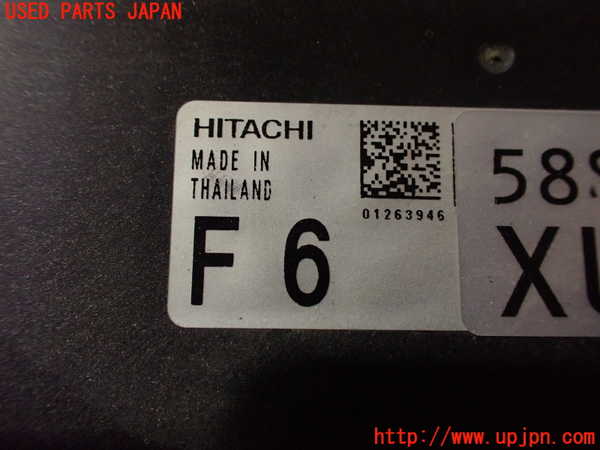 USED PARTS JAPAN
HITACHI
MADE IN
THAILAND
01263946
F 6
http://www.upjpn.com/